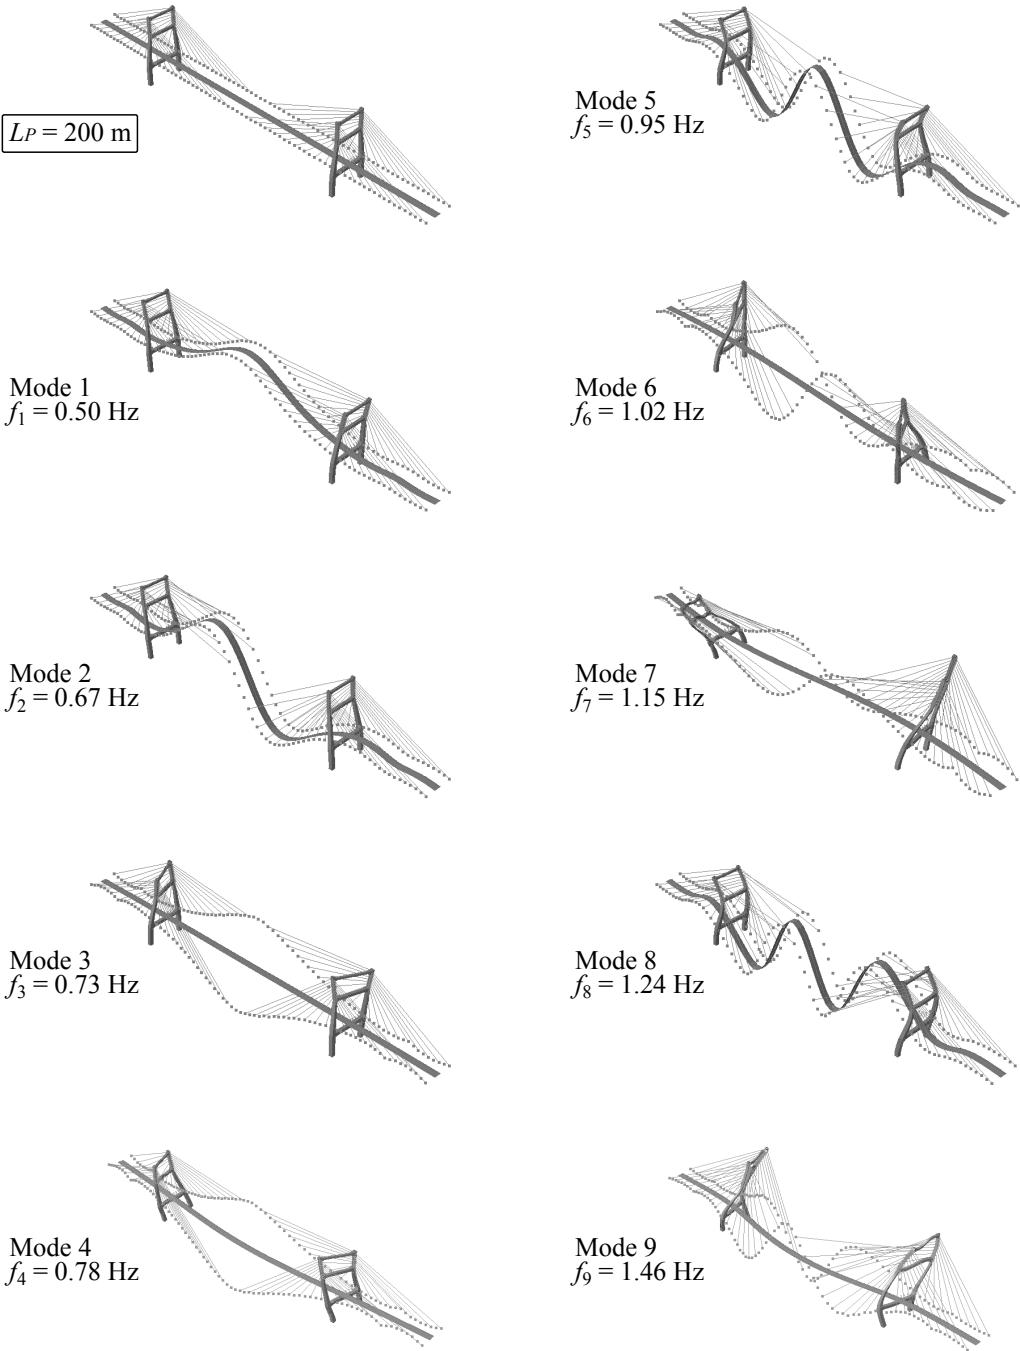 LP = 200 m
Mode 1
f1 = 0.50 Hz
Mode 2
f2 = 0.67 Hz
Mode 3
f3 = 0.73 Hz
Mode 4
f4 = 0.78 Hz
Mode 5
f5 = 0.95 Hz
Mode 6
f6 = 1.02 Hz
Mode 7
f7 = 1.15 Hz
Mode 8
f8 = 1.24 Hz
Mode 9
f9 = 1.46 Hz